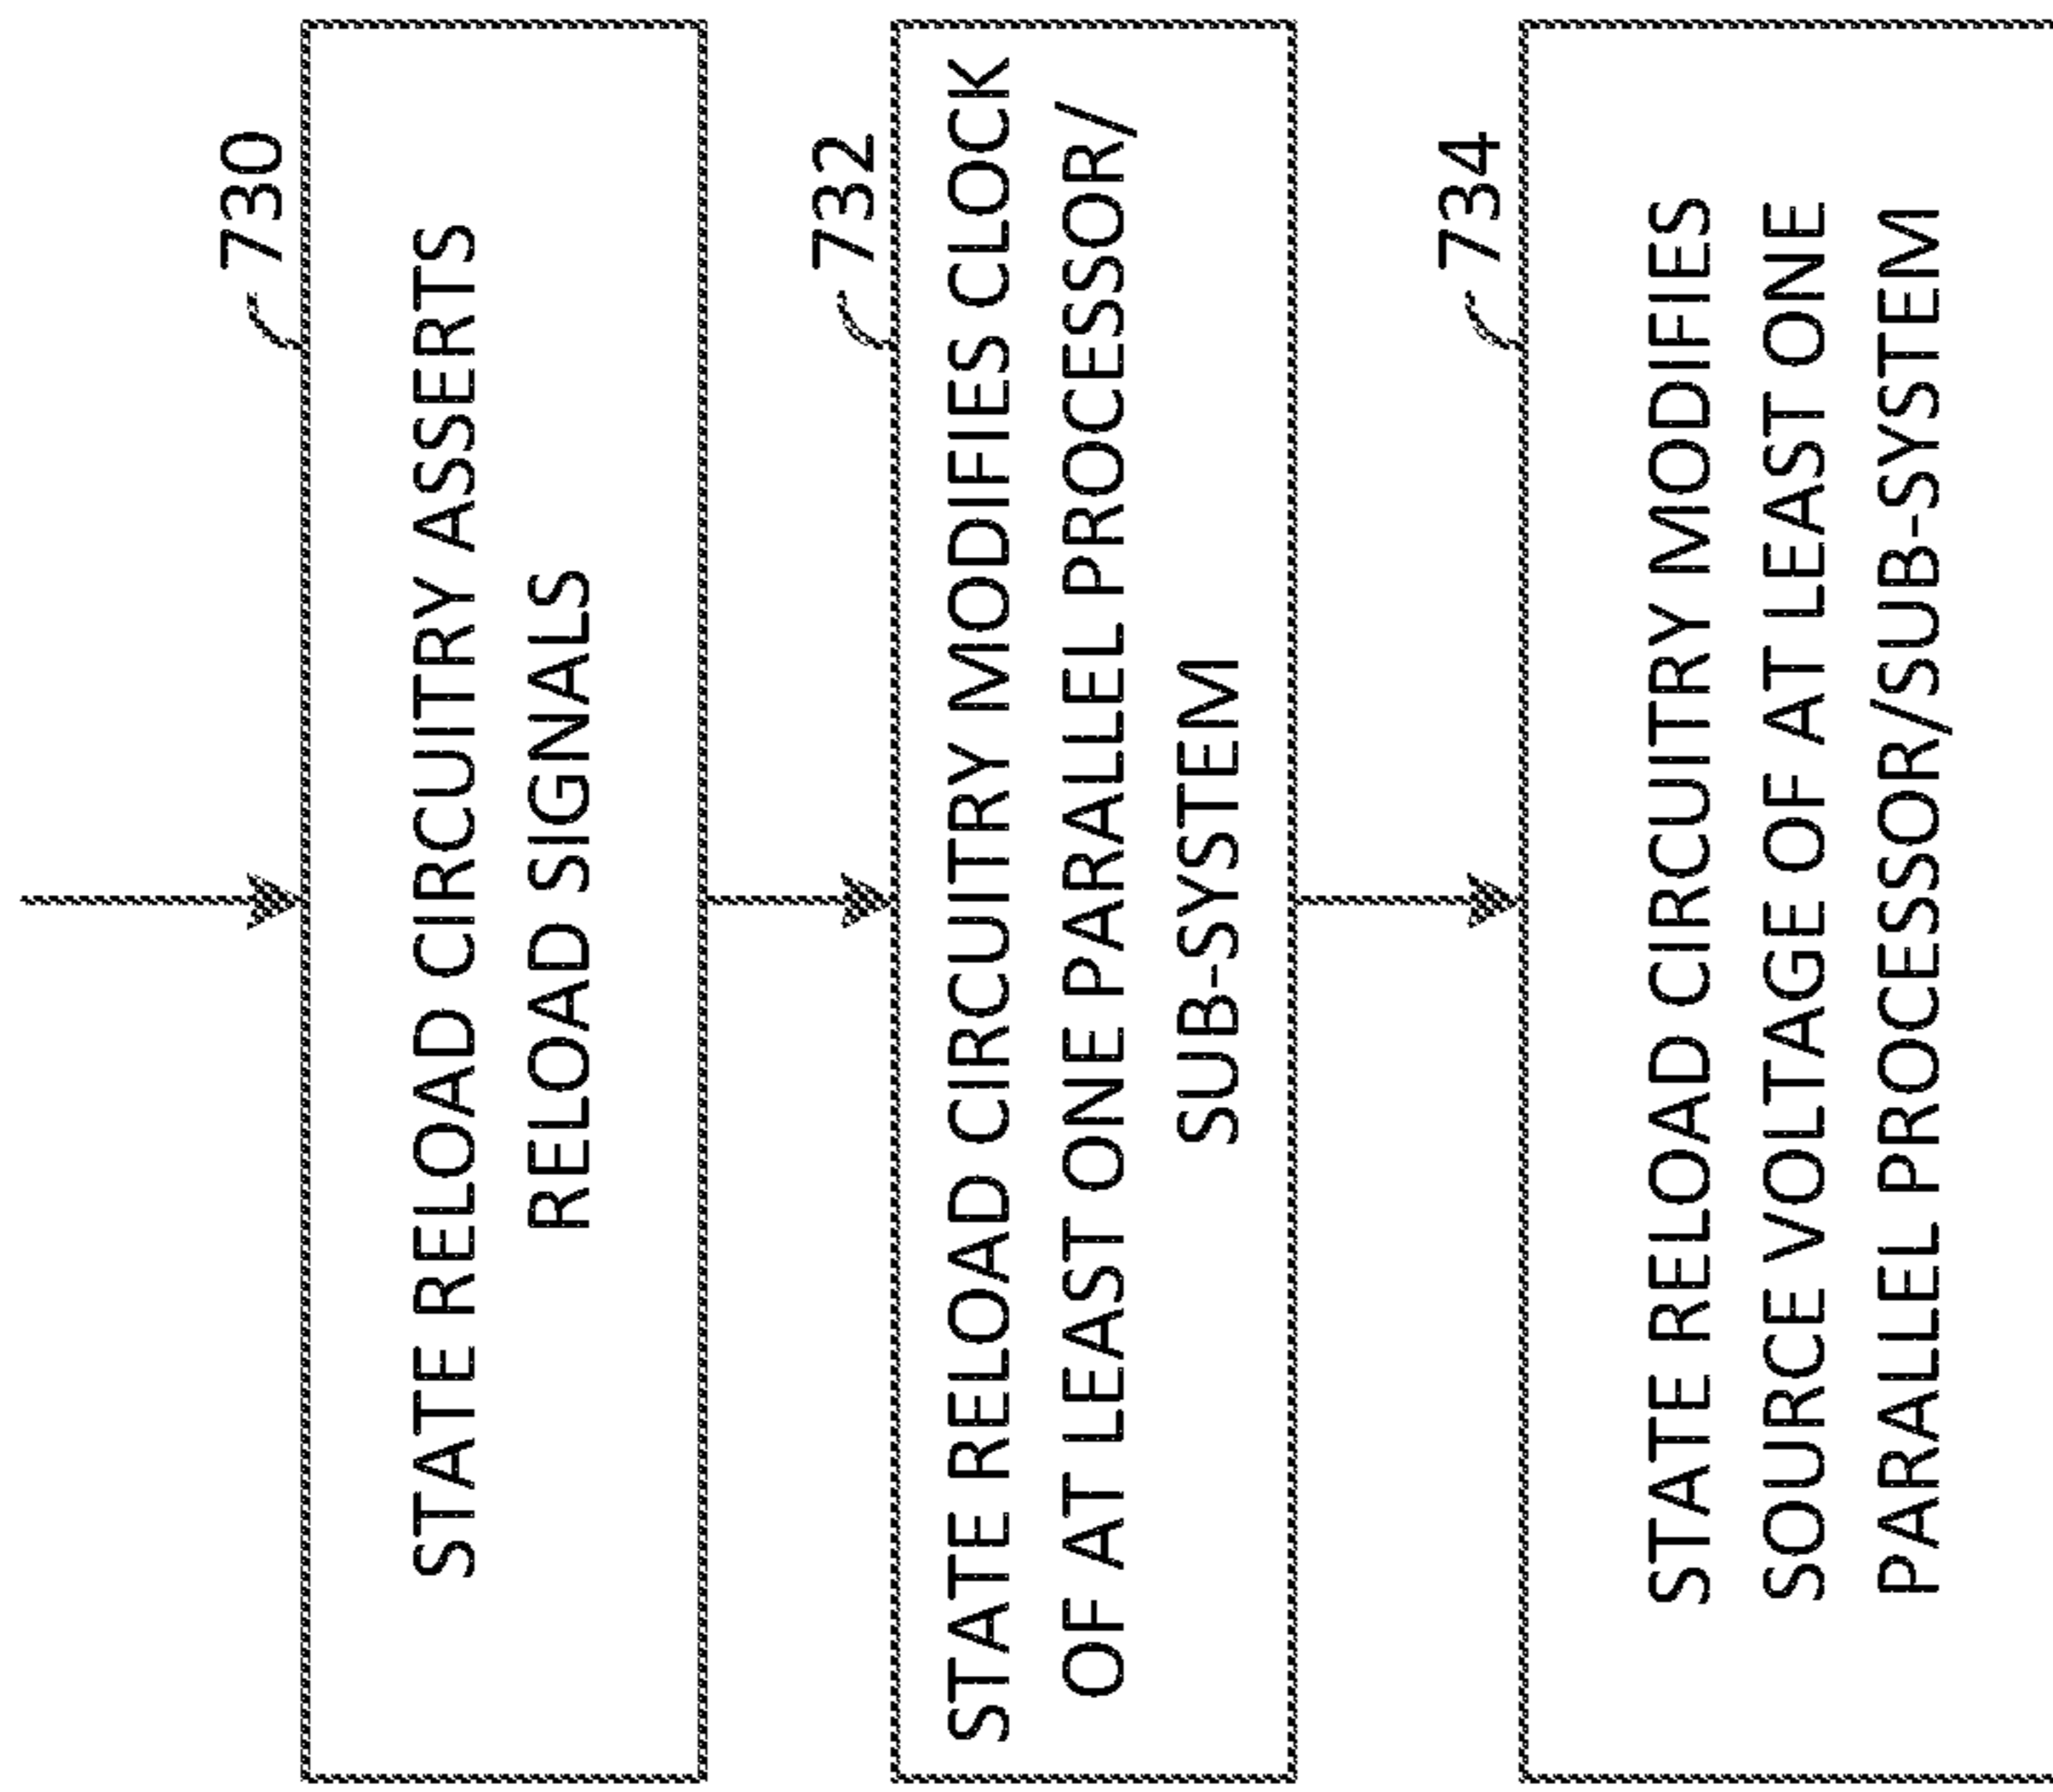 730
STATE RELOAD CIRCUITRY ASSERTS
RELOAD SIGNALS
732
STATE RELOAD CIRCUITRY MODIFIES CLOCK
OF AT LEAST ONE PARALLEL PROCESSOR/
SUB-SYSTEM
734
STATE RELOAD CIRCUITRY MODIFIES
SOURCE VOLTAGE OF AT LEAST ONE
PARALLEL PROCESSOR/SUB-SYSTEM